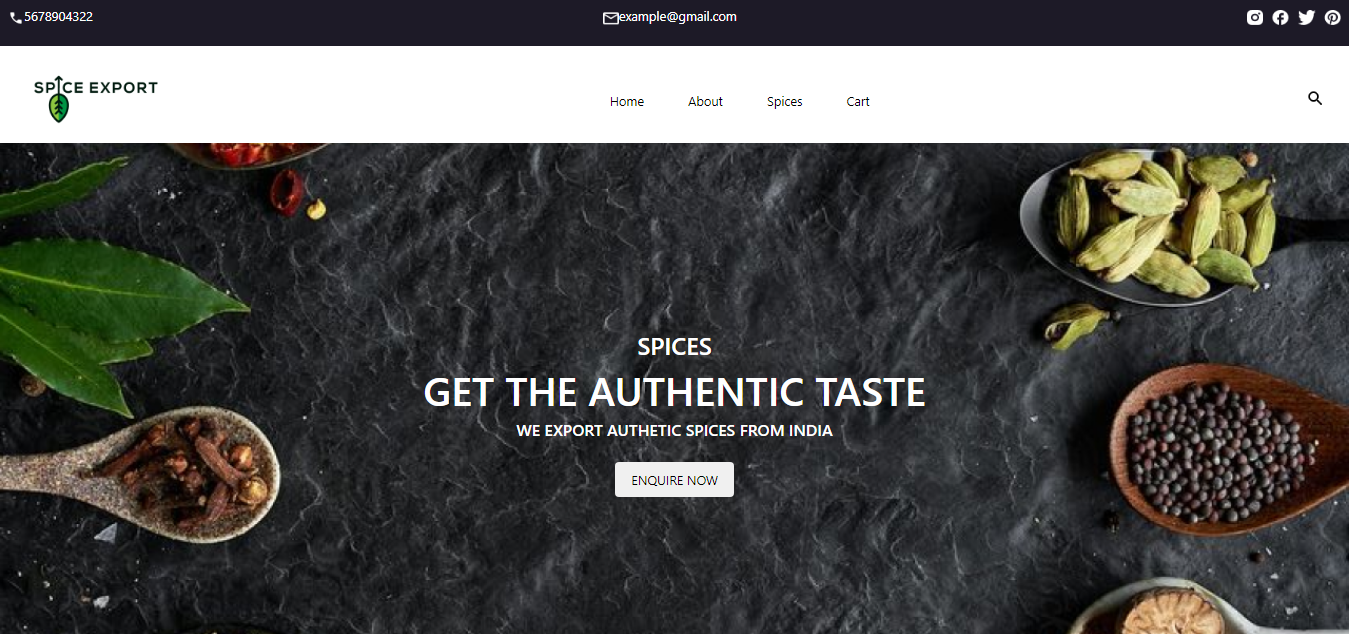 5678904322
example@gmail.com
SPICE EXPORT
Home About Spices Cart
SPICES
GET THE AUTHENTIC TASTE
WE EXPORT AUTHETIC SPICES FROM INDIA
ENQUIRE NOW